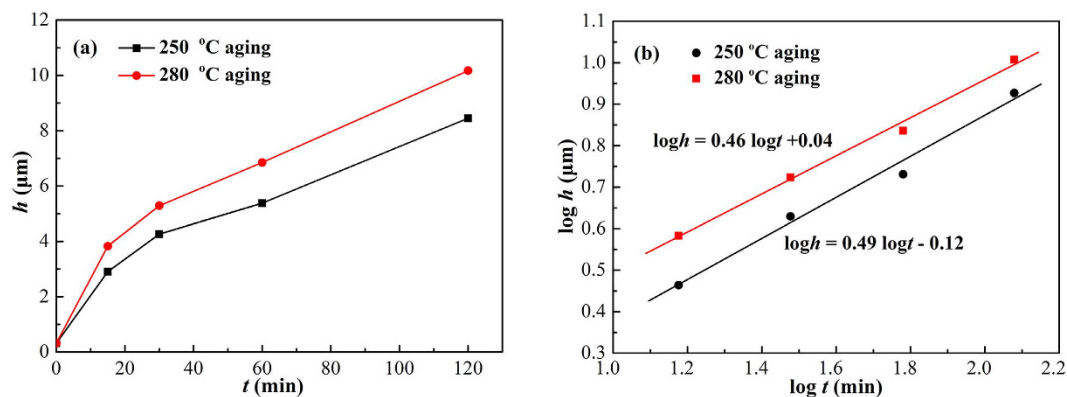 (a)
250 °C aging
280 °C aging
12
10
8
6
4
2
0
h (μm)
0 20 40 60 80 100 120
t (min)
(b)
250 °C aging
280 °C aging
1.1
1.0
0.9
0.8
0.7
0.6
0.5
0.4
0.3
log h (μm)
logh = 0.46 logt +0.04
logh = 0.49 logt - 0.12
1.0 1.2 1.4 1.6 1.8 2.0 2.2
log t (min)